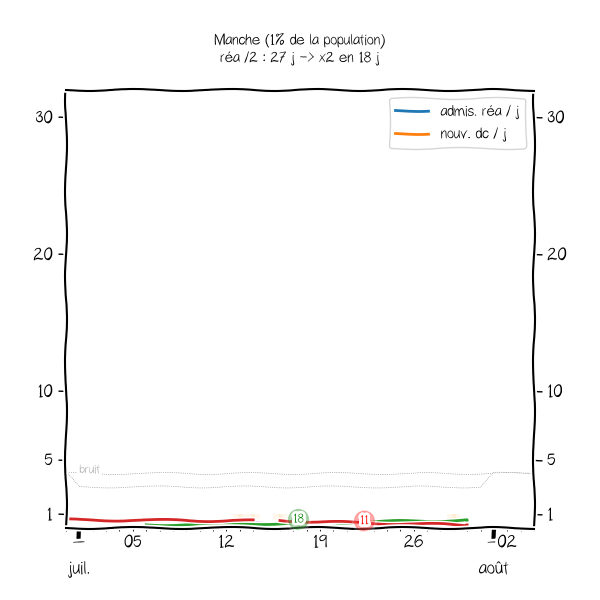 Manche (1% de la population)
réa /2 : 27 j -> x2 en 18 j
admis. réa / j
nouv. dc / j
30
30
20
20
10
10
5
5
bruit
1
1
18
11
05
12
19
26
02
juil.
août